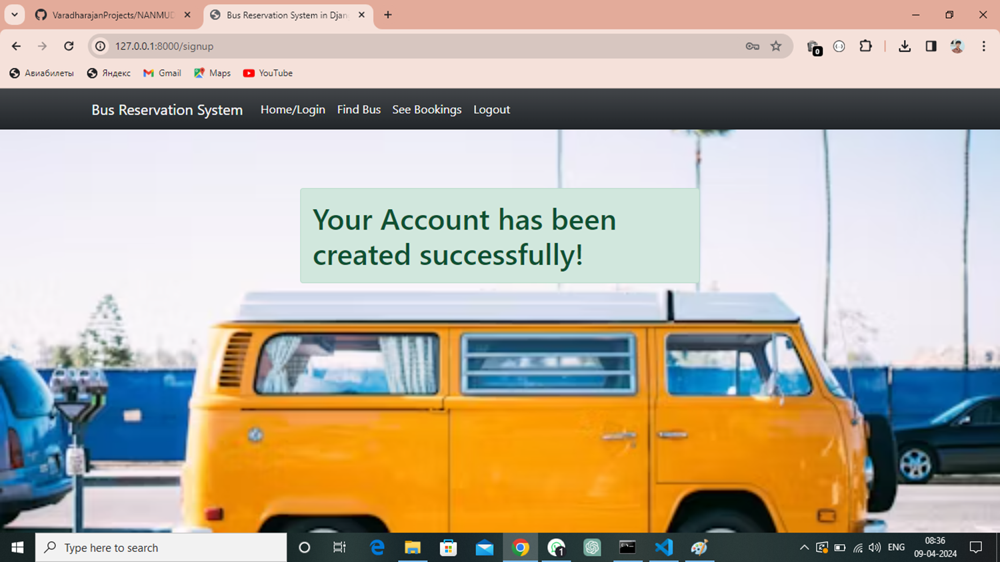 VaradharajanProjects/NANMUD
Bus Reservation System in Djan
127.0.0.1:8000/signup
0
Авиабилеты
Яндекс
Gmail
Maps
YouTube
Bus Reservation System
Home/Login
Find Bus
See Bookings
Logout
Your Account has been
created successfully!
Type here to search
1
ENG
08:36
09-04-2024